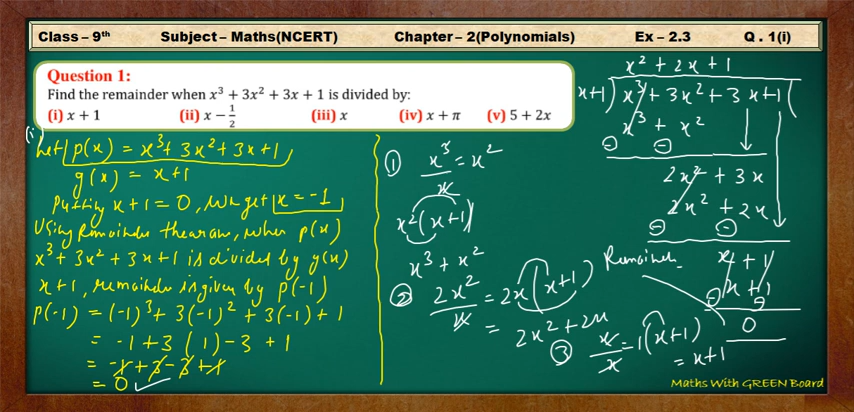 Class – 9th Subject – Maths(NCERT) Chapter – 2(Polynomials) Ex – 2.3 Q . 1(i)
Question 1:
Find the remainder when x³ + 3x² + 3x + 1 is divided by:
(i) x + 1 (ii) x − 1/2 (iii) x (iv) x + π (v) 5 + 2x
(i)
Let p(x) = x³ + 3x² + 3x + 1
g(x) = x+1
Putting x+1 = 0, we get x = -1
Using Remainder thearam, when p(x)
x³ + 3x² + 3x + 1 is divided by g(x)
x+1, remainder is given by p(-1)
p(-1) = (-1)³ + 3(-1)² + 3(-1) + 1
= -1 + 3(1) - 3 + 1
= -1 + 3 - 3 + 1
= 0 ✓
① x³/x = x²
x²(x+1)
x³ + x²
② 2x²/x = 2x(x+1)
= 2x² + 2x
③ x/x = 1(x+1)
= x+1
x² + 2x + 1
x+1) x³ + 3x² + 3x + 1 (
x³ + x²
⊖ ⊖
2x² + 3x
2x² + 2x
⊖ ⊖
x + 1
x + 1
⊖ ⊖
Remainder
0
Maths With GREEN Board